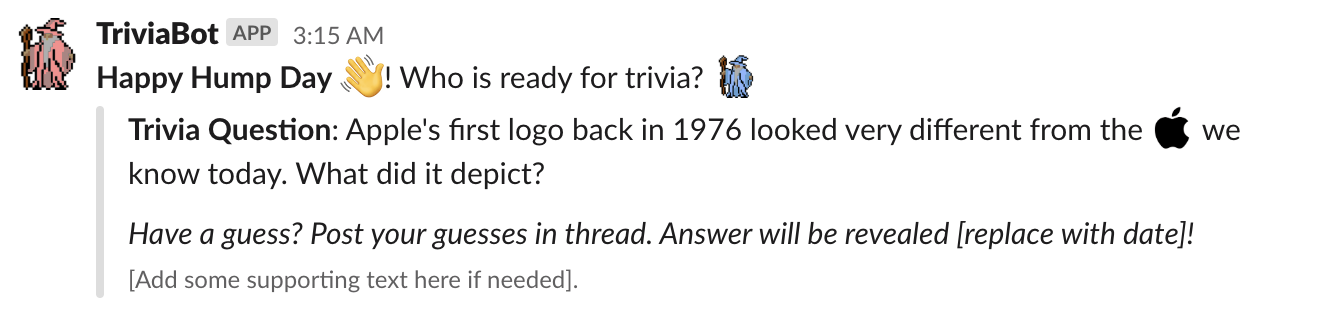 TriviaBot APP 3:15 AM
Happy Hump Day 👋! Who is ready for trivia?
Trivia Question: Apple's first logo back in 1976 looked very different from the we
know today. What did it depict?
Have a guess? Post your guesses in thread. Answer will be revealed [replace with date]!
[Add some supporting text here if needed].